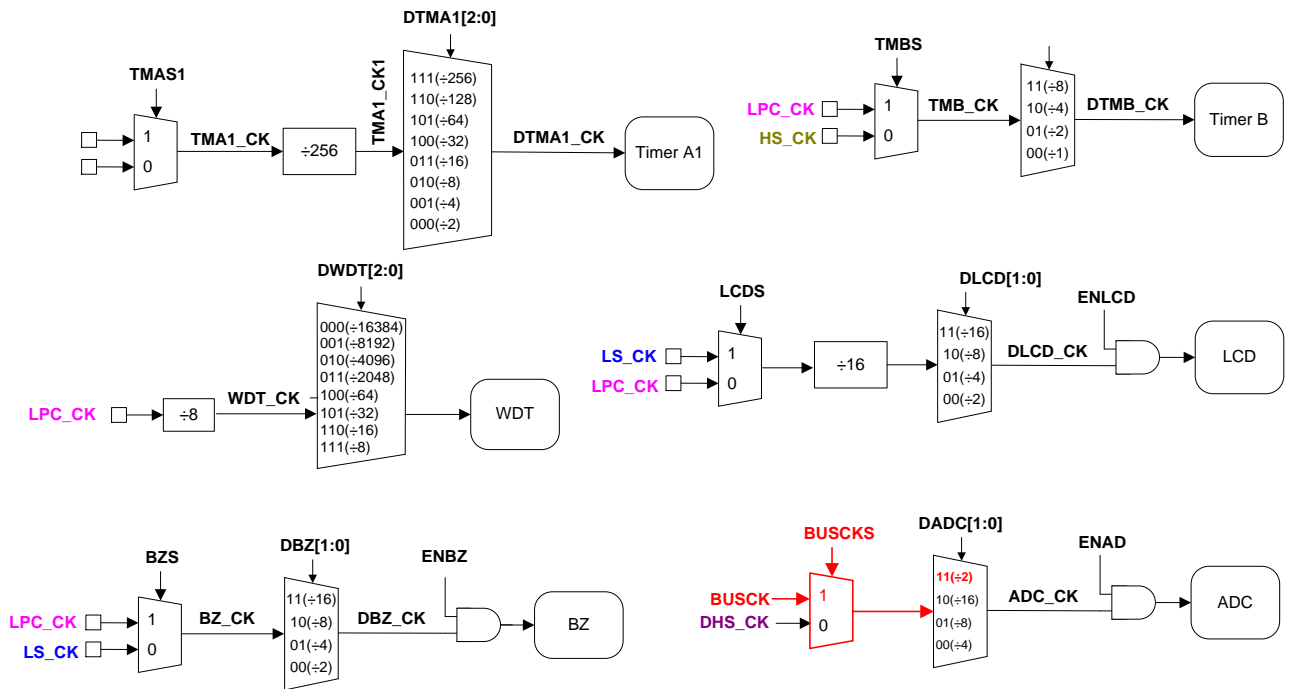 DTMA1[2:0]
TMAS1
1
0
TMA1_CK
÷256
TMA1_CK1
111(÷256)
110(÷128)
101(÷64)
100(÷32)
011(÷16)
010(÷8)
001(÷4)
000(÷2)
DTMA1_CK
Timer A1
TMBS
LPC_CK
HS_CK
1
0
TMB_CK
11(÷8)
10(÷4)
01(÷2)
00(÷1)
DTMB_CK
Timer B
DWDT[2:0]
LPC_CK
÷8
WDT_CK
000(÷16384)
001(÷8192)
010(÷4096)
011(÷2048)
100(÷64)
101(÷32)
110(÷16)
111(÷8)
WDT
LCDS
LS_CK
LPC_CK
1
0
÷16
DLCD[1:0]
11(÷16)
10(÷8)
01(÷4)
00(÷2)
DLCD_CK
ENLCD
LCD
BZS
LPC_CK
LS_CK
1
0
BZ_CK
DBZ[1:0]
11(÷16)
10(÷8)
01(÷4)
00(÷2)
DBZ_CK
ENBZ
BZ
BUSCKS
BUSCK
DHS_CK
1
0
DADC[1:0]
11(÷2)
10(÷16)
01(÷8)
00(÷4)
ADC_CK
ENAD
ADC